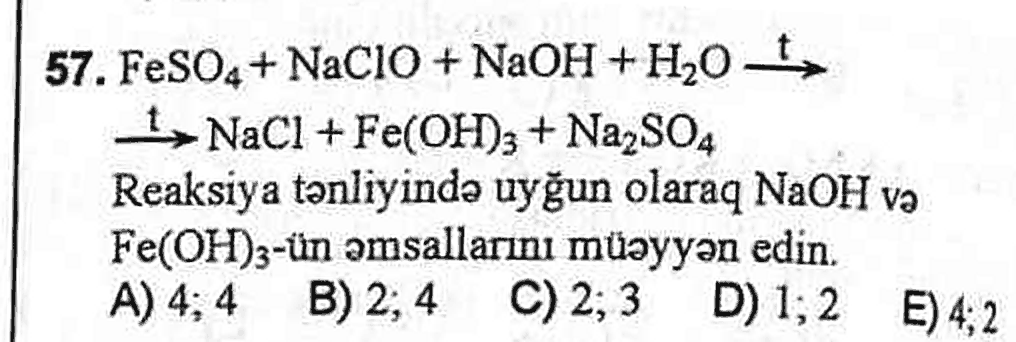 57. FeSO₄ + NaClO + NaOH + H₂O —t→
—t→ NaCl + Fe(OH)₃ + Na₂SO₄
Reaksiya tənliyində uyğun olaraq NaOH və
Fe(OH)₃-ün əmsallarını müəyyən edin.
A) 4; 4 B) 2; 4 C) 2; 3 D) 1; 2 E) 4; 2